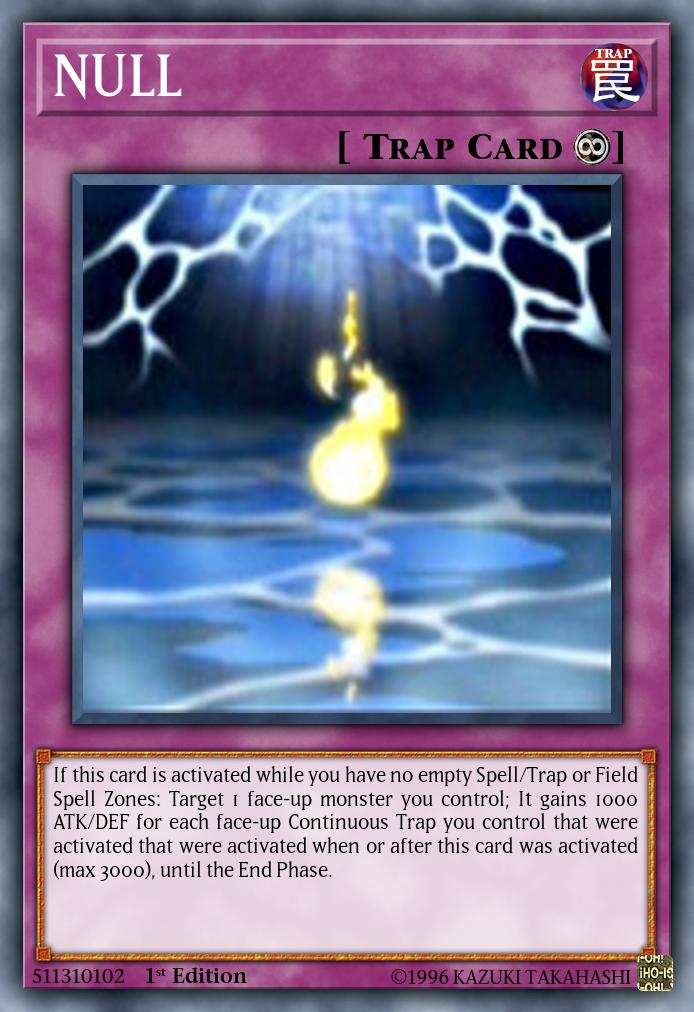 NULL
TRAP
罠
[ TRAP CARD ]
If this card is activated while you have no empty Spell/Trap or Field
Spell Zones: Target 1 face-up monster you control; It gains 1000
ATK/DEF for each face-up Continuous Trap you control that were
activated that were activated when or after this card was activated
(max 3000), until the End Phase.
511310102 1st Edition ©1996 KAZUKI TAKAHASHI